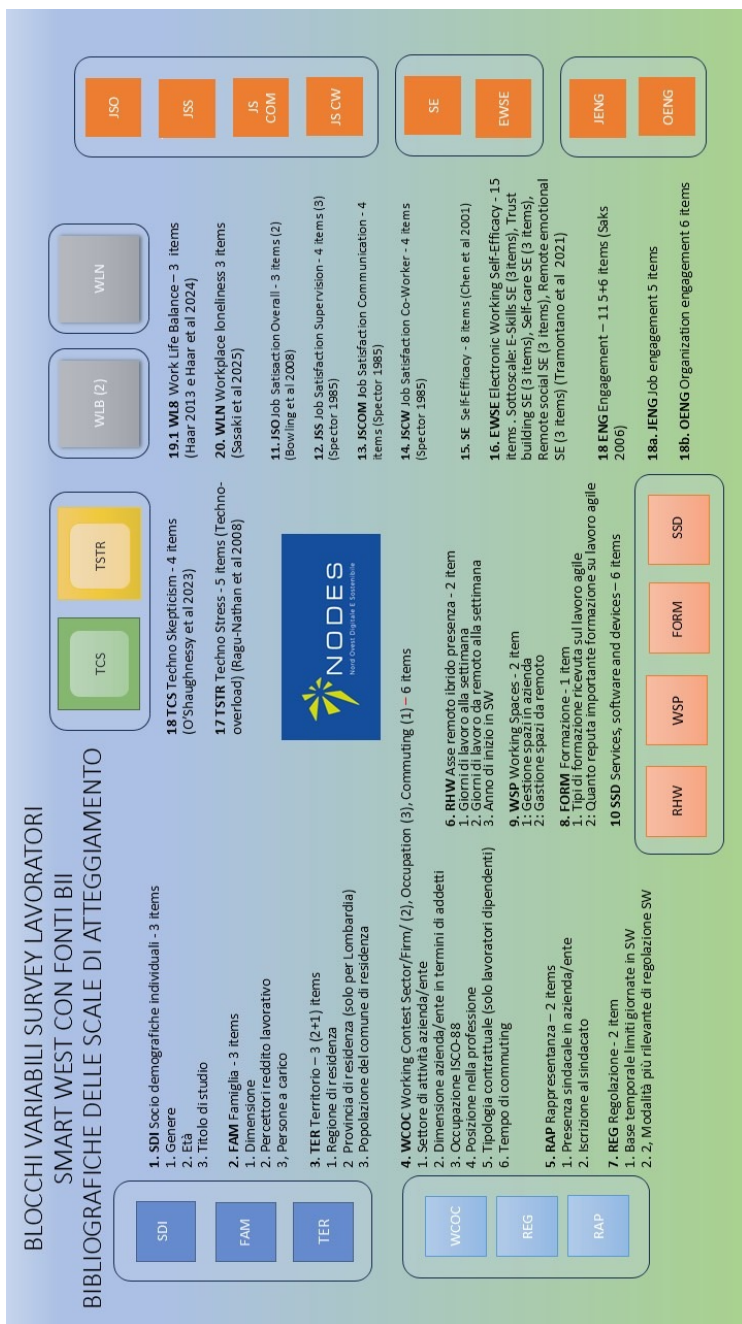 BLOCCHI VARIABILI SURVEY LAVORATORI
SMART WEST CON FONTI BII
BIBLIOGRAFICHE DELLE SCALE DI ATTEGGIAMENTO
SDI
FAM
TER
1. SDI Socio demografiche individuali - 3 items
1. Genere
2. Età
3. Titolo di studio
2. FAM Famiglia - 3 items
1. Dimensione
2. Percettori reddito lavorativo
3, Persone a carico
3. TER Territorio – 3 (2+1) items
1. Regione di residenza
2 Provincia di residenza (solo per Lombardia)
3. Popolazione del comune di residenza
WCOC
REG
RAP
4. WCOC Working Contest Sector/Firm/ (2), Occupation (3), Commuting (1) – 6 items
1. Settore di attività azienda/ente
2. Dimensione azienda/ente in termini di addetti
3. Occupazione ISCO-88
4. Posizione nella professione
5. Tipologia contrattuale (solo lavoratori dipendenti)
6. Tempo di commuting
5. RAP Rappresentanza – 2 items
1. Presenza sindacale in azienda/ente
2. Iscrizione al sindacato
7. REG Regolazione - 2 item
1. Base temporale limiti giornate in SW
2. 2, Modalità più rilevante di regolazione SW
TCS
TSTR
18 TCS Techno Skepticism - 4 items
(O'Shaughnessy et al 2023)
17 TSTR Techno Stress - 5 items (Techno-
overload) (Ragu-Nathan et al 2008)
NODES
Nord Ovest Digitale E Sostenibile
6. RHW Asse remoto ibrido presenza - 2 item
1. Giorni di lavoro alla settimana
2. Giorni di lavoro da remoto alla settimana
3. Anno di inizio in SW
9. WSP Working Spaces - 2 item
1: Gestione spazi in azienda
2: Gastione spazi da remoto
8. FORM Formazione - 1 item
1. Tipi di formazione ricevuta sul lavoro agile
2: Quanto reputa importante formazione su lavoro agile
10 SSD Services, software and devices – 6 items
RHW
WSP
FORM
SSD
WLB (2)
WLN
19.1 WLB Work Life Balance – 3 items
(Haar 2013 e Haar et al 2024)
20. WLN Workplace loneliness 3 items
(Sasaki et al 2025)
11. JSO Job Satisaction Overall - 3 items (2)
(Bowling et al 2008)
12. JSS Job Satisfaction Supervision - 4 items (3)
(Spector 1985)
13. JSCOM Job Satisfaction Communication - 4
items (Spector 1985)
14. JSCW Job Satisfaction Co-Worker - 4 items
(Spector 1985)
15. SE Self-Efficacy - 8 items (Chen et al 2001)
16. EWSE Electronic Working Self-Efficacy - 15
items . Sottoscale: E-Skills SE (3items), Trust
building SE (3 items), Self-care SE (3 items),
Remote social SE (3 items), Remote emotional
SE (3 items) (Tramontano et al 2021)
18 ENG Engagement – 11 5+6 items (Saks
2006)
18a. JENG Job engagement 5 items
18b. OENG Organization engagement 6 items
JSO
JSS
JS
COM
JS CW
SE
EWSE
JENG
OENG